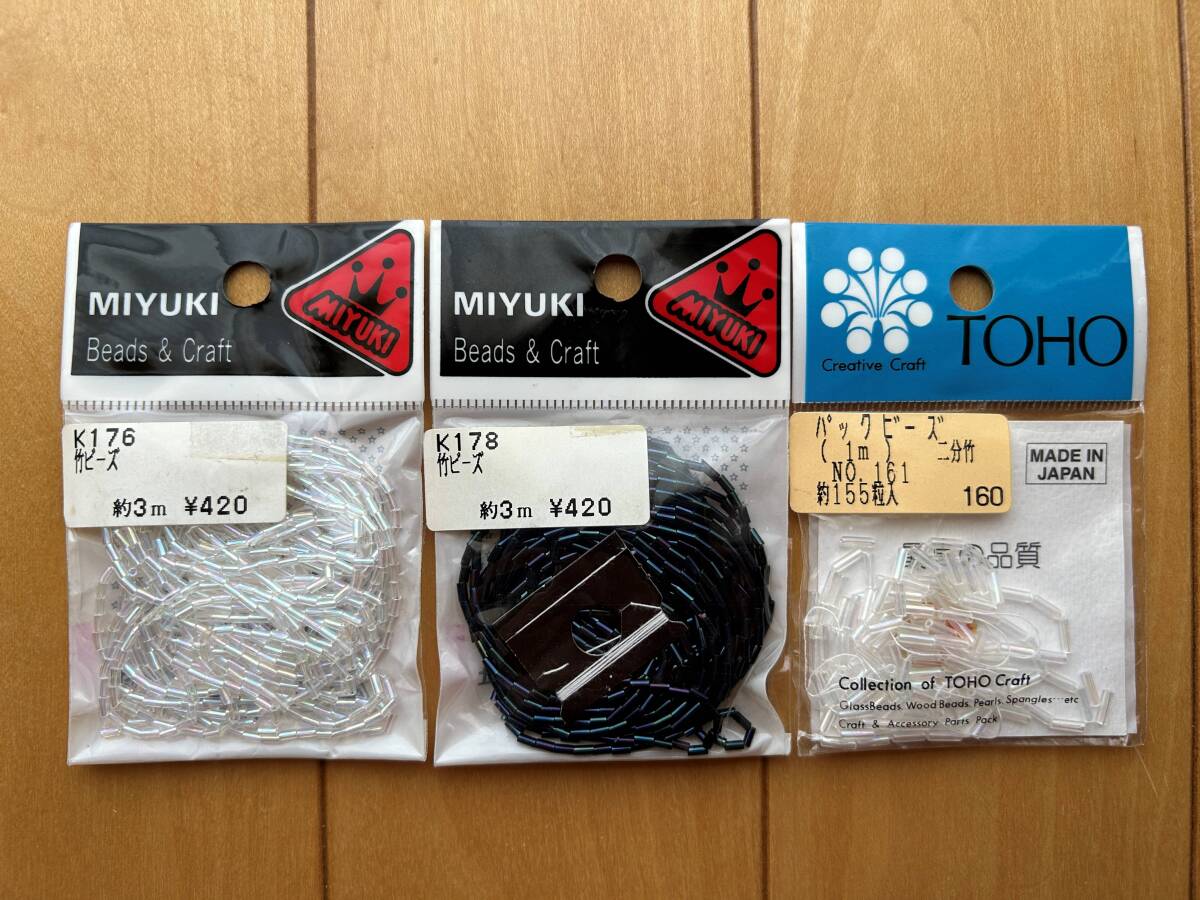 MIYUKI
Beads & Craft
MIYUKI
K176
竹ビーズ
約3m ¥420
MIYUKI
Beads & Craft
MIYUKI
K178
竹ビーズ
約3m ¥420
Creative Craft
TOHO
パックビーズ
(1m) 二分竹
NO.161
約155粒入 160
MADE IN
JAPAN
品質
Collection of TOHO Craft
GlassBeads, Wood Beads, Pearls, Spangles…etc
Craft & Accessory Parts Pack